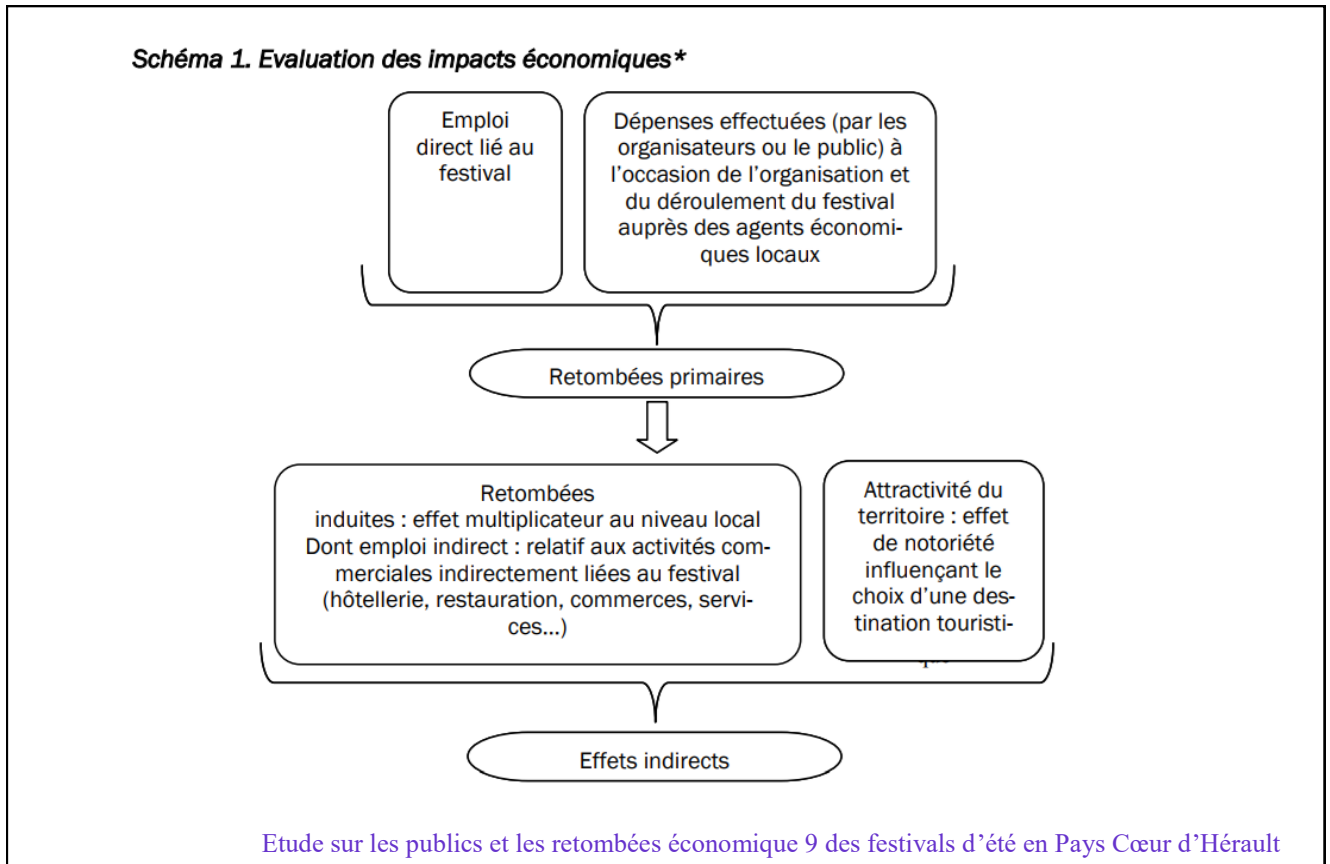 Schéma 1. Evaluation des impacts économiques*
Emploi
direct lié au
festival
Dépenses effectuées (par les
organisateurs ou le public) à
l'occasion de l'organisation et
du déroulement du festival
auprès des agents économi-
ques locaux
Retombées primaires
Retombées
induites : effet multiplicateur au niveau local
Dont emploi indirect : relatif aux activités com-
merciales indirectement liées au festival
(hôtellerie, restauration, commerces, servi-
ces...)
Attractivité du
territoire : effet
de notoriété
influençant le
choix d'une des-
tination touristi-
que
Effets indirects
Etude sur les publics et les retombées économique 9 des festivals d'été en Pays Cœur d'Hérault